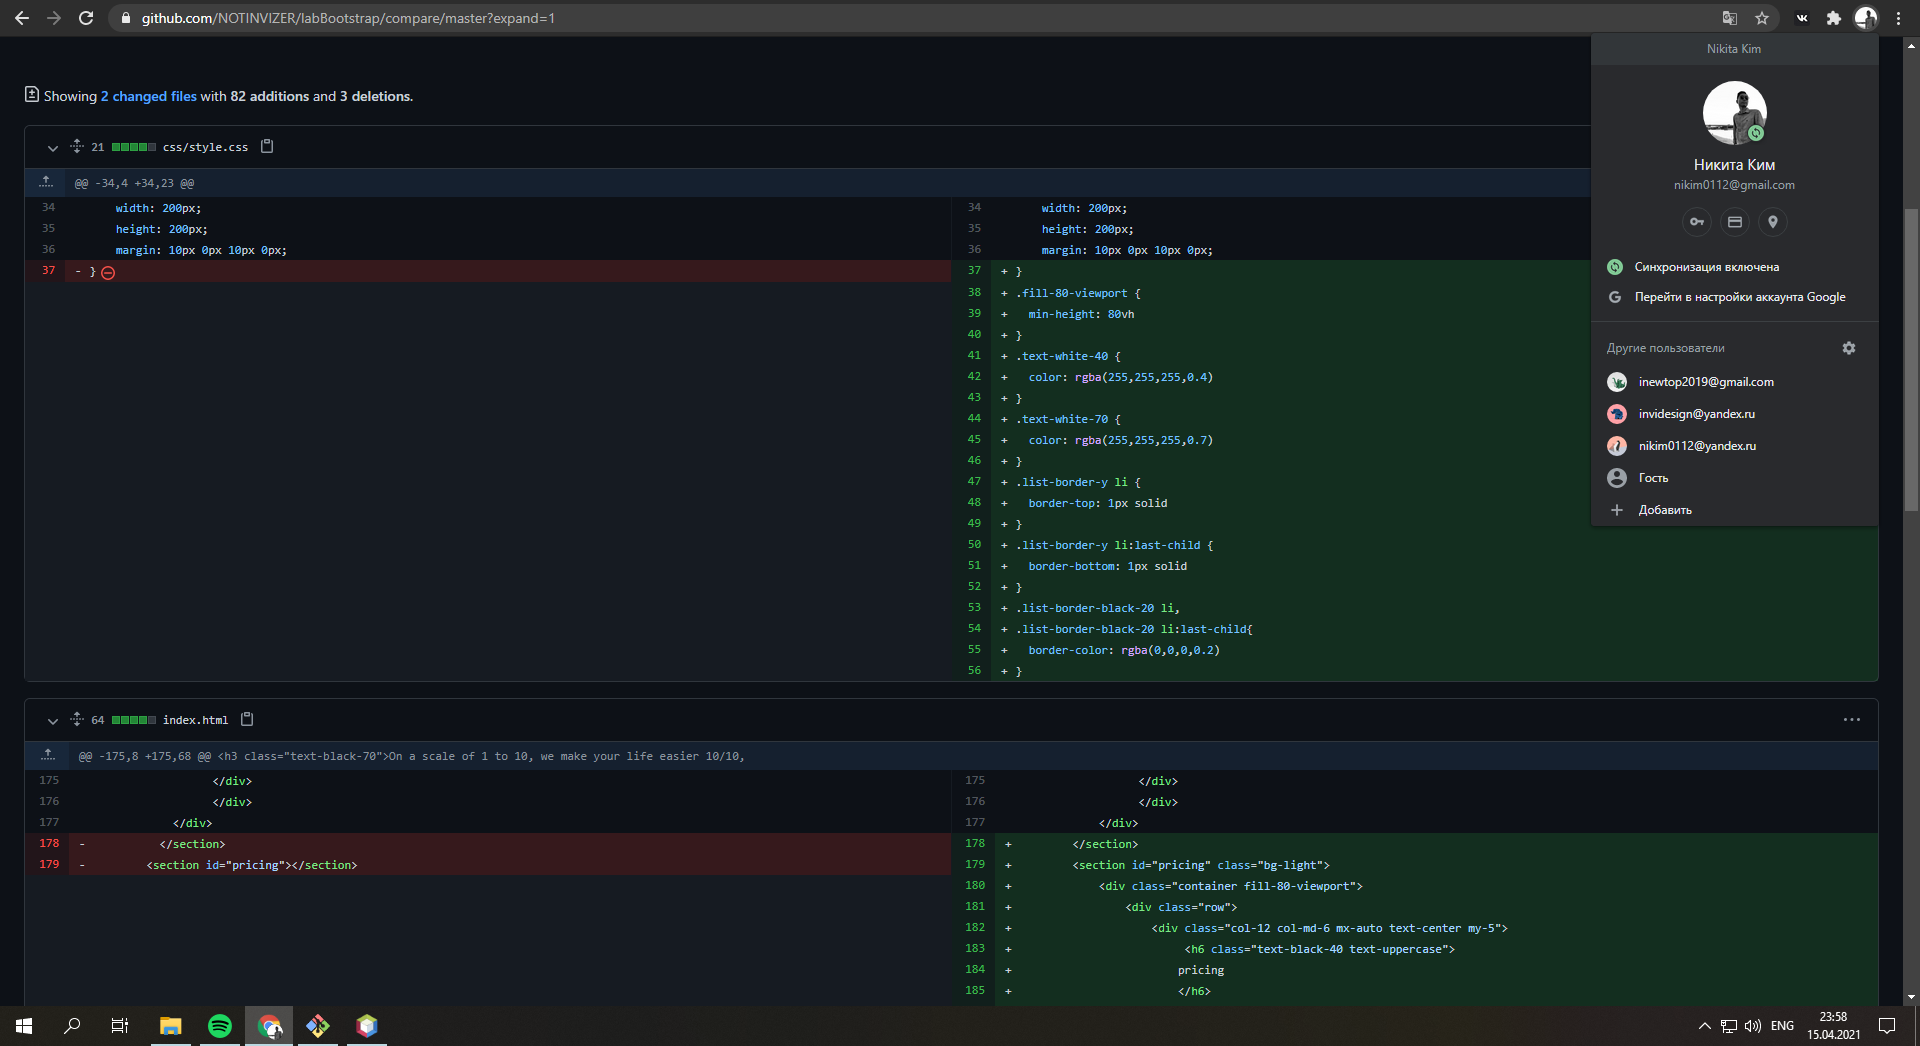 github.com/NOTINVIZER/labBootstrap/compare/master?expand=1
Showing 2 changed files with 82 additions and 3 deletions.
21 css/style.css
@@ -34,4 +34,23 @@
34 width: 200px;
35 height: 200px;
36 margin: 10px 0px 10px 0px;
37 - }
34 width: 200px;
35 height: 200px;
36 margin: 10px 0px 10px 0px;
37 + }
38 + .fill-80-viewport {
39 + min-height: 80vh
40 + }
41 + .text-white-40 {
42 + color: rgba(255,255,255,0.4)
43 + }
44 + .text-white-70 {
45 + color: rgba(255,255,255,0.7)
46 + }
47 + .list-border-y li {
48 + border-top: 1px solid
49 + }
50 + .list-border-y li:last-child {
51 + border-bottom: 1px solid
52 + }
53 + .list-border-black-20 li,
54 + .list-border-black-20 li:last-child{
55 + border-color: rgba(0,0,0,0.2)
56 + }
Nikita Kim
Никита Ким
nikim0112@gmail.com
Синхронизация включена
Перейти в настройки аккаунта Google
Другие пользователи
inewtop2019@gmail.com
invidesign@yandex.ru
nikim0112@yandex.ru
Гость
Добавить
64 index.html
@@ -175,8 +175,68 @@ <h3 class="text-black-70">On a scale of 1 to 10, we make your life easier 10/10,
175 </div>
176 </div>
177 </div>
178 - </section>
179 - <section id="pricing"></section>
175 </div>
176 </div>
177 </div>
178 + </section>
179 + <section id="pricing" class="bg-light">
180 + <div class="container fill-80-viewport">
181 + <div class="row">
182 + <div class="col-12 col-md-6 mx-auto text-center my-5">
183 + <h6 class="text-black-40 text-uppercase">
184 + pricing
185 + </h6>
ENG
23:58
15.04.2021